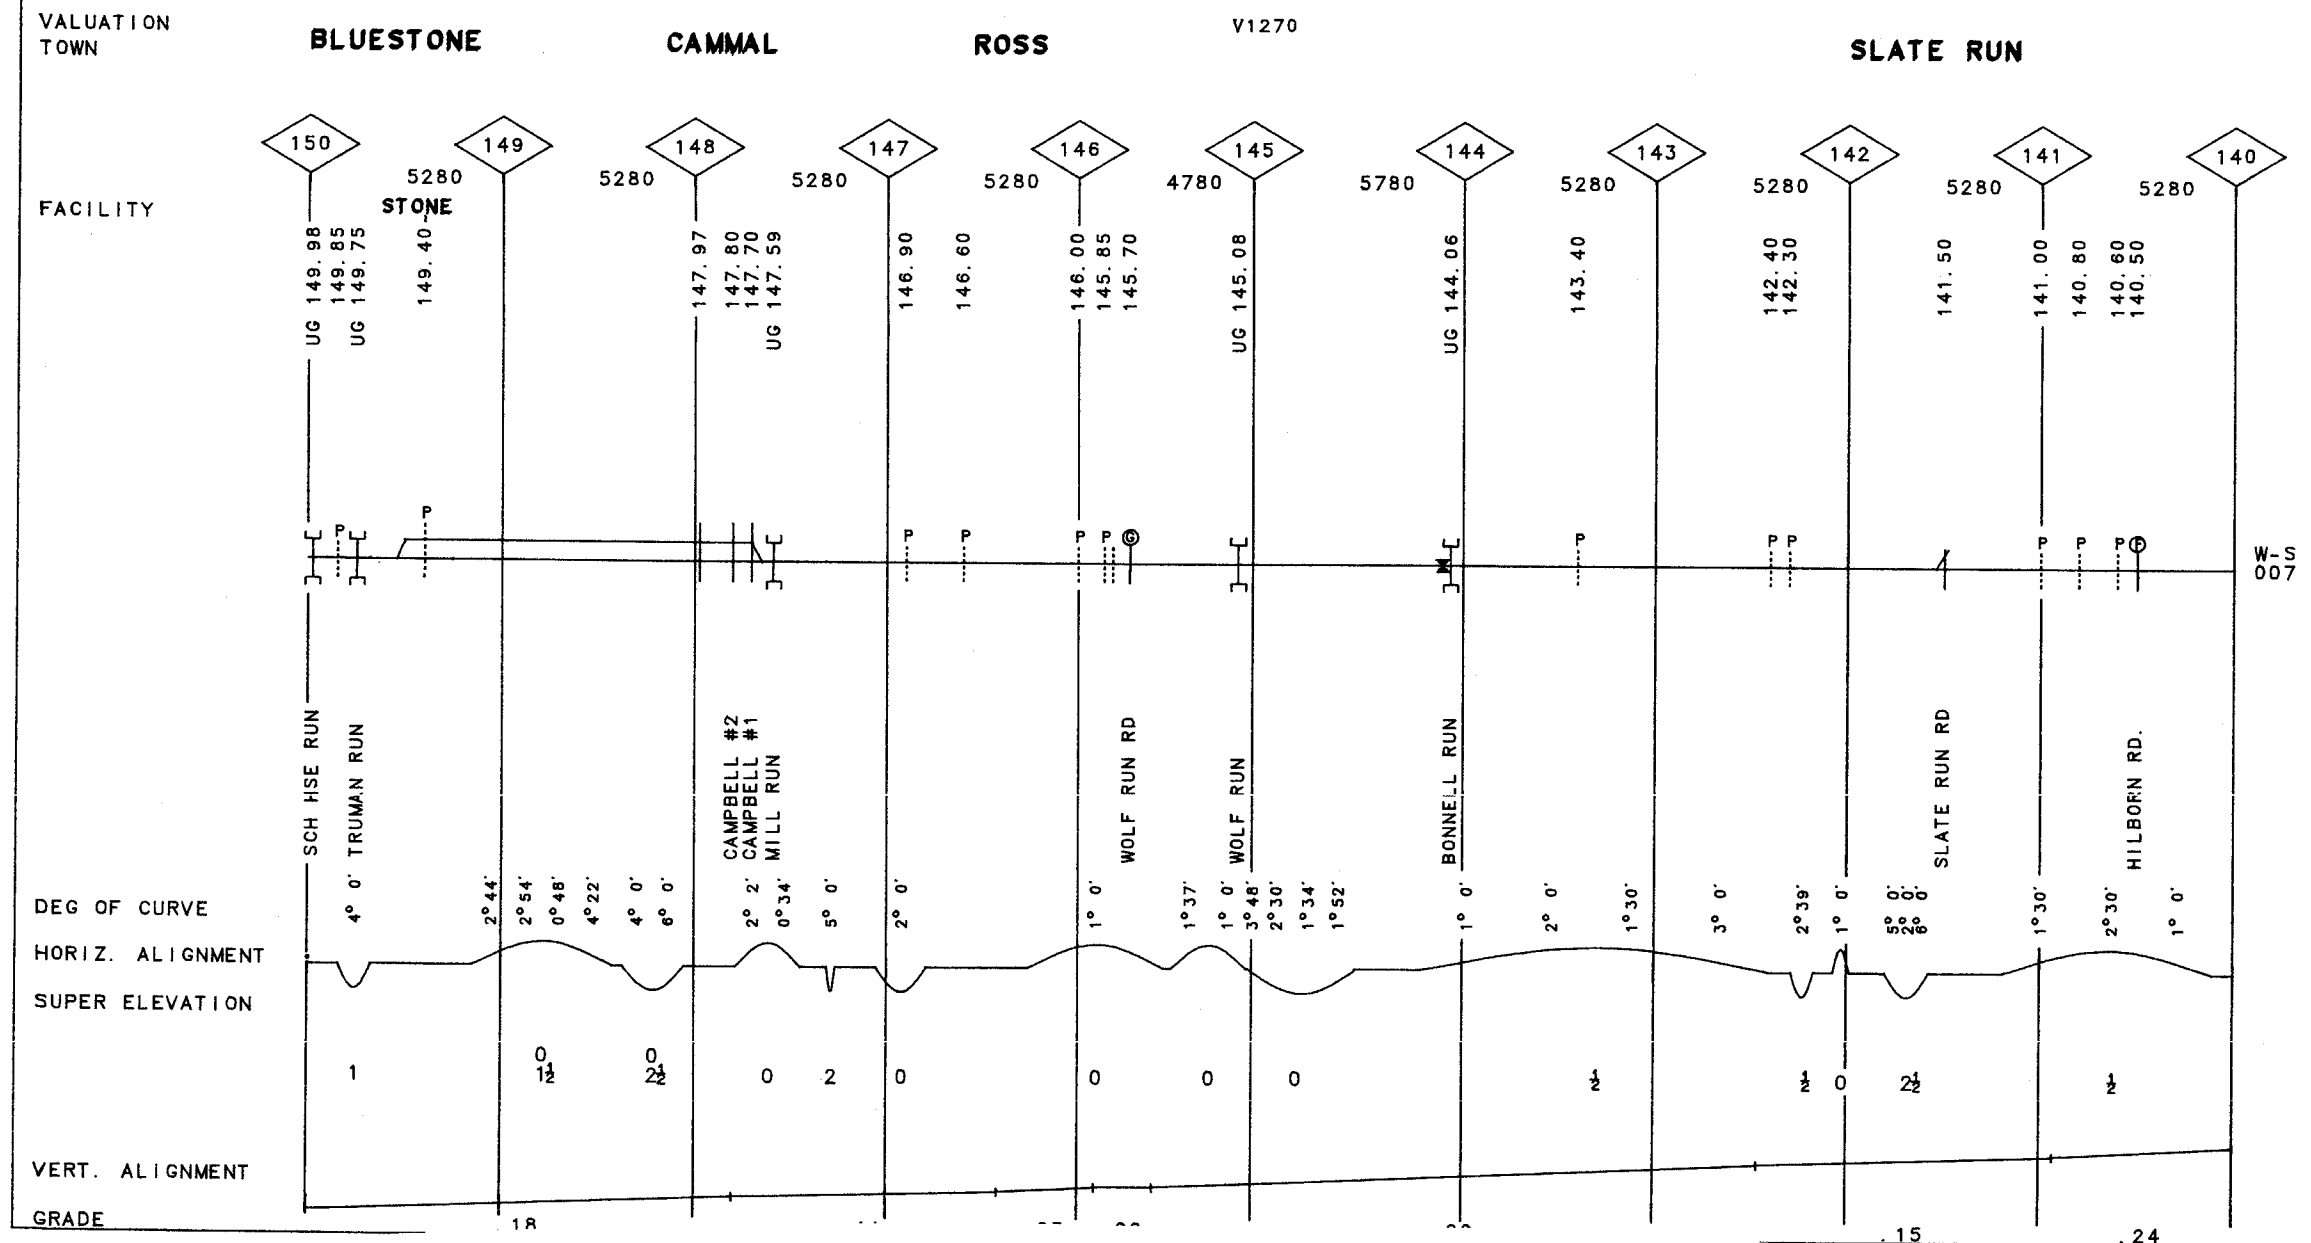 VALUATION V1270
TOWN BLUESTONE CAMMAL ROSS SLATE RUN
150 149 148 147 146 145 144 143 142 141 140
5280 5280 5280 5280 4780 5780 5280 5280 5280 5280
FACILITY STONE
UG 149.98
149.85
UG 149.75
149.40
147.97
147.80
147.70
UG 147.59
146.90
146.60
146.00
145.85
145.70
UG 145.08
UG 144.06
143.40
142.40
142.30
141.50
141.00
140.80
140.60
140.50
P P P P P P G P P P P P P F
W-S
007
SCH HSE RUN
TRUMAN RUN
CAMPBELL #2
CAMPBELL #1
MILL RUN
WOLF RUN RD
WOLF RUN
BONNELL RUN
SLATE RUN RD
HILBORN RD.
DEG OF CURVE
4° 0' 2°44' 2°54' 0°48' 4°22' 4° 0' 6° 0' 2° 2' 0°34' 5° 0' 2° 0' 1° 0' 1°37' 1° 0' 3°48' 2°30' 1°34' 1°52' 1° 0' 2° 0' 1°30' 3° 0' 2°39' 1° 0' 5° 0' 2° 0' 6° 0' 1°30' 2°30' 1° 0'
HORIZ. ALIGNMENT
SUPER ELEVATION
0 0
1 1½ 2½ 0 2 0 0 0 0 ½ ½ 0 2½ ½
VERT. ALIGNMENT
GRADE .18 .15 .24